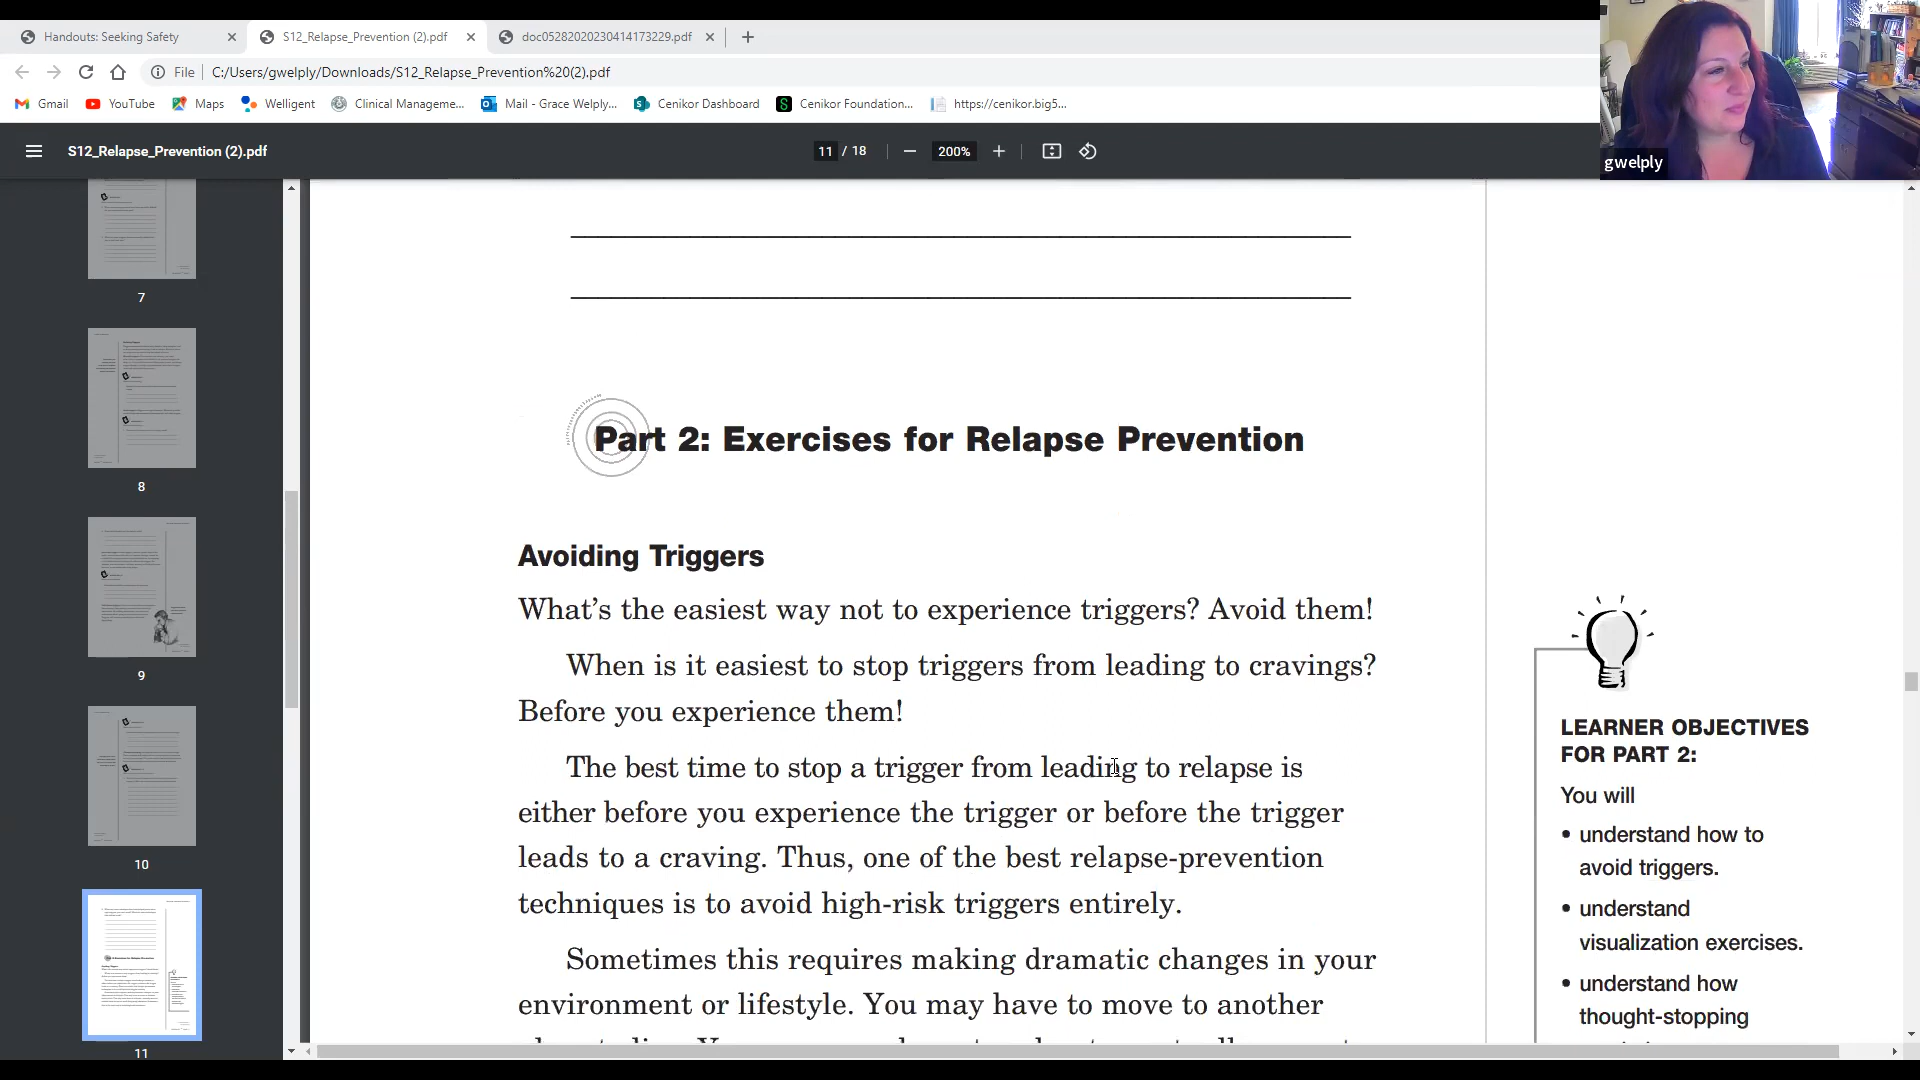 Handouts: Seeking Safety
S12_Relapse_Prevention (2).pdf
doc05282020230414173229.pdf
File
C:/Users/gwelply/Downloads/S12_Relapse_Prevention%20(2).pdf
Gmail
YouTube
Maps
Welligent
Clinical Manageme...
Mail - Grace Welply...
Cenikor Dashboard
Cenikor Foundation...
https://cenikor.big5...
gwelply
S12_Relapse_Prevention (2).pdf
11 / 18
200%
7
8
9
10
11
Part 2: Exercises for Relapse Prevention
Avoiding Triggers
What's the easiest way not to experience triggers? Avoid them!
When is it easiest to stop triggers from leading to cravings?
Before you experience them!
The best time to stop a trigger from leading to relapse is
either before you experience the trigger or before the trigger
leads to a craving. Thus, one of the best relapse-prevention
techniques is to avoid high-risk triggers entirely.
Sometimes this requires making dramatic changes in your
environment or lifestyle. You may have to move to another
LEARNER OBJECTIVES
FOR PART 2:
You will
• understand how to
avoid triggers.
• understand
visualization exercises.
• understand how
thought-stopping